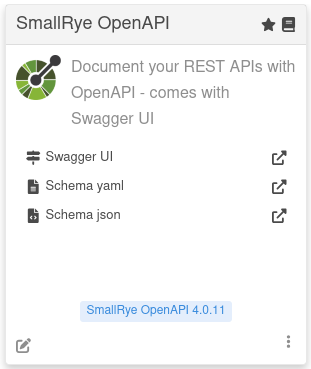 SmallRye OpenAPI
Document your REST APIs with
OpenAPI - comes with
Swagger UI
Swagger UI
Schema yaml
Schema json
SmallRye OpenAPI 4.0.11